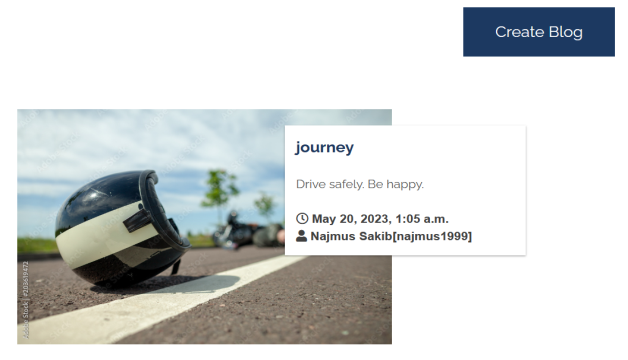 Create Blog
journey
Drive safely. Be happy.
May 20, 2023, 1:05 a.m.
Najmus Sakib[najmus1999]